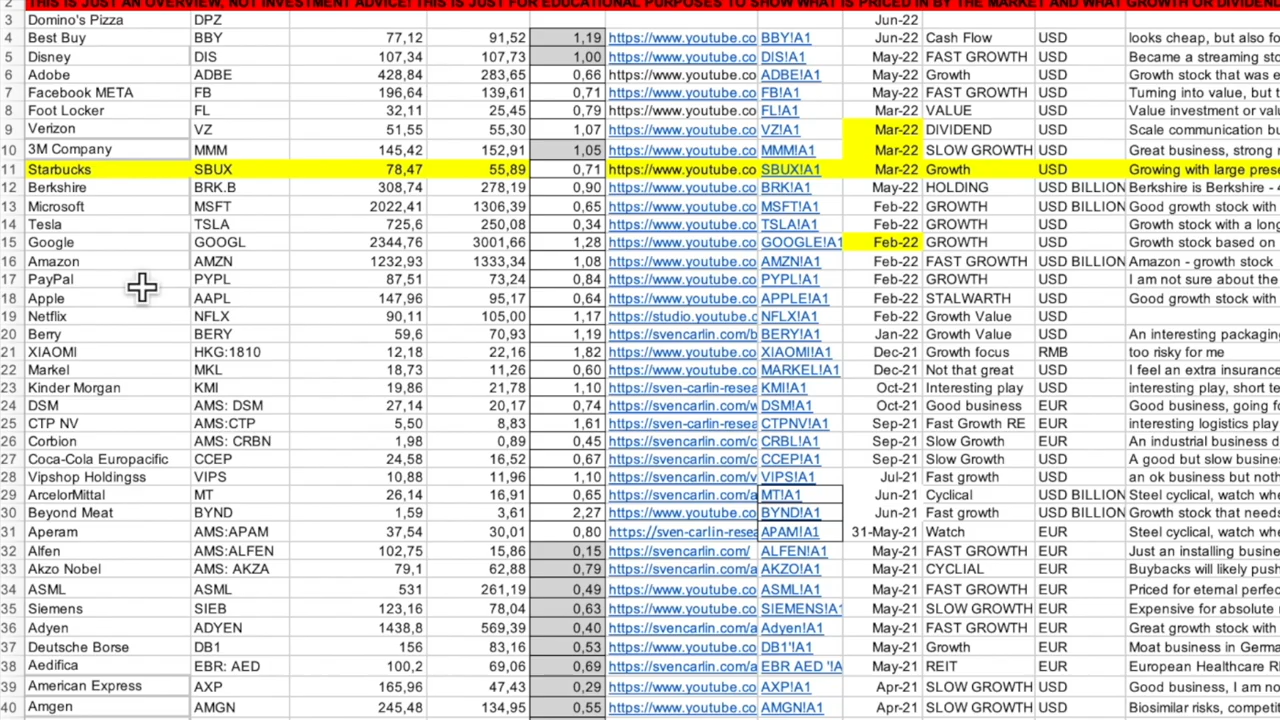 2 THIS IS JUST AN OVERVIEW, NOT INVESTMENT ADVICE! THIS IS JUST FOR EDUCATIONAL PURPOSES TO SHOW WHAT IS PRICED IN BY THE MARKET AND WHAT GROWTH OR DIVIDEN
3 Domino's Pizza DPZ Jun-22
4 Best Buy BBY 77,12 91,52 1,19 https://www.youtube.co BBY!A1 Jun-22 Cash Flow USD looks cheap, but also fo
5 Disney DIS 107,34 107,73 1,00 https://www.youtube.co DIS!A1 May-22 FAST GROWTH USD Became a streaming sto
6 Adobe ADBE 428,84 283,65 0,66 https://www.youtube.co ADBE!A1 May-22 Growth USD Growth stock that was e
7 Facebook META FB 196,64 139,61 0,71 https://www.youtube.co FB!A1 May-22 FAST GROWTH USD Turning into value, but t
8 Foot Locker FL 32,11 25,45 0,79 https://www.youtube.co FL!A1 Mar-22 VALUE USD Value investment or val
9 Verizon VZ 51,55 55,30 1,07 https://www.youtube.co VZ!A1 Mar-22 DIVIDEND USD Scale communication bu
10 3M Company MMM 145,42 152,91 1,05 https://www.youtube.co MMM!A1 Mar-22 SLOW GROWTH USD Great business, strong
11 Starbucks SBUX 78,47 55,89 0,71 https://www.youtube.co SBUX!A1 Mar-22 Growth USD Growing with large prese
12 Berkshire BRK.B 308,74 278,19 0,90 https://www.youtube.co BRK!A1 May-22 HOLDING USD BILLION Berkshire is Berkshire - 4
13 Microsoft MSFT 2022,41 1306,39 0,65 https://www.youtube.co MSFT!A1 Feb-22 GROWTH USD BILLION Good growth stock with
14 Tesla TSLA 725,6 250,08 0,34 https://www.youtube.co TSLA!A1 Feb-22 GROWTH USD Growth stock with a long
15 Google GOOGL 2344,76 3001,66 1,28 https://www.youtube.co GOOGLE!A1 Feb-22 GROWTH USD Growth stock based on
16 Amazon AMZN 1232,93 1333,34 1,08 https://www.youtube.co AMZN!A1 Feb-22 FAST GROWTH USD BILLION Amazon - growth stock
17 PayPal PYPL 87,51 73,24 0,84 https://www.youtube.co PYPL!A1 Feb-22 GROWTH USD I am not sure about the
18 Apple AAPL 147,96 95,17 0,64 https://www.youtube.co APPLE!A1 Feb-22 STALWARTH USD Good growth stock with
19 Netflix NFLX 90,11 105,00 1,17 https://studio.youtube.c NFLX!A1 Feb-22 Growth Value USD
20 Berry BERY 59,6 70,93 1,19 https://svencarlin.com/b BERY!A1 Jan-22 Growth Value USD An interesting packaging
21 XIAOMI HKG:1810 12,18 22,16 1,82 https://www.youtube.co XIAOMI!A1 Dec-21 Growth focus RMB too risky for me
22 Markel MKL 18,73 11,26 0,60 https://www.youtube.co MARKEL!A1 Dec-21 Not that great USD I feel an extra insurance
23 Kinder Morgan KMI 19,86 21,78 1,10 https://sven-carlin-resea KMI!A1 Oct-21 Interesting play USD interesting play, short te
24 DSM AMS: DSM 27,14 20,17 0,74 https://svencarlin.com/w DSM!A1 Oct-21 Good business EUR Good business, going fo
25 CTP NV AMS:CTP 5,50 8,83 1,61 https://sven-carlin-resea CTPNV!A1 Sep-21 Fast Growth RE EUR interesting logistics play
26 Corbion AMS: CRBN 1,98 0,89 0,45 https://svencarlin.com/c CRBL!A1 Sep-21 Slow Growth EUR An industrial business d
27 Coca-Cola Europacific CCEP 24,58 16,52 0,67 https://svencarlin.com/c CCEP!A1 Sep-21 Slow Growth EUR A good but slow busines
28 Vipshop Holdingss VIPS 10,88 11,96 1,10 https://svencarlin.com/v VIPS!A1 Jul-21 Fast growth USD an ok business but noth
29 ArcelorMittal MT 26,14 16,91 0,65 https://svencarlin.com/a MT!A1 Jun-21 Cyclical USD BILLION Steel cyclical, watch whe
30 Beyond Meat BYND 1,59 3,61 2,27 https://www.youtube.co BYND!A1 Jun-21 Fast growth USD BILLION Growth stock that needs
31 Aperam AMS:APAM 37,54 30,01 0,80 https://sven-carlin-resea APAM!A1 31-May-21 Watch EUR Steel cyclical, watch whe
32 Alfen AMS:ALFEN 102,75 15,86 0,15 https://svencarlin.com/ ALFEN!A1 May-21 FAST GROWTH EUR Just an installing busine
33 Akzo Nobel AMS: AKZA 79,1 62,88 0,79 https://svencarlin.com/a AKZO!A1 May-21 CYCLIAL EUR Buybacks will likely push
34 ASML ASML 531 261,19 0,49 https://www.youtube.co ASML!A1 May-21 FAST GROWTH EUR Priced for eternal perfec
35 Siemens SIEB 123,16 78,04 0,63 https://www.youtube.co SIEMENS!A1 May-21 SLOW GROWTH EUR Expensive for absolute
36 Adyen ADYEN 1438,8 569,39 0,40 https://svencarlin.com/a Adyen!A1 May-21 FAST GROWTH EUR Great growth stock with
37 Deutsche Borse DB1 156 83,16 0,53 https://www.youtube.co DB1'!A1 May-21 Growth EUR Moat business in Germa
38 Aedifica EBR: AED 100,2 69,06 0,69 https://svencarlin.com/a EBR AED '!A May-21 REIT EUR European Healthcare R
39 American Express AXP 165,96 47,43 0,29 https://www.youtube.co AXP!A1 Apr-21 SLOW GROWTH USD Good business, I am no
40 Amgen AMGN 245,48 134,95 0,55 https://www.youtube.co AMGN!A1 Apr-21 SLOW GROWTH USD Biosimilar risks, competit